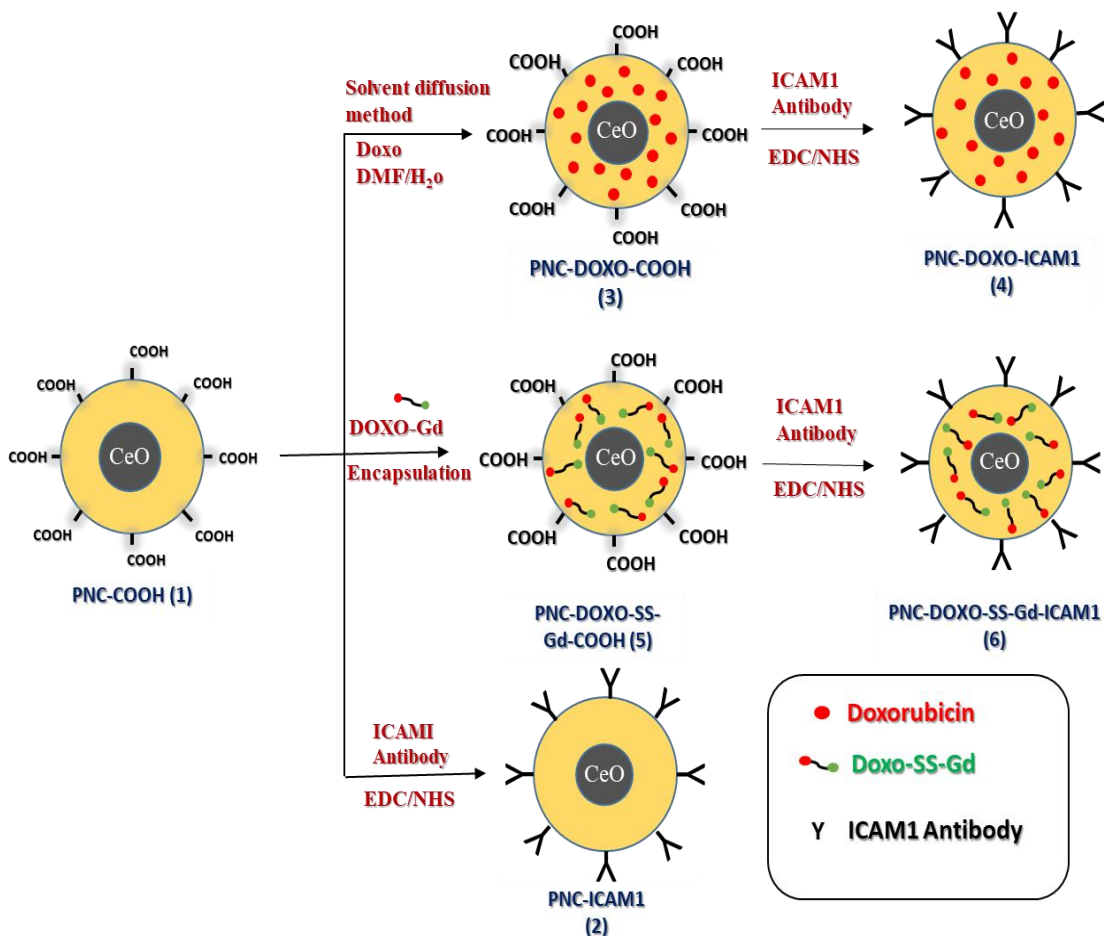 COOH
COOH
COOH
COOH
COOH
COOH
COOH
COOH
CeO
PNC-COOH (1)
Solvent diffusion
method
Doxo
DMF/H₂o
COOH
COOH
COOH
COOH
COOH
COOH
COOH
COOH
CeO
PNC-DOXO-COOH
(3)
ICAM1
Antibody
EDC/NHS
CeO
PNC-DOXO-ICAM1
(4)
DOXO-Gd
Encapsulation
COOH
COOH
COOH
COOH
COOH
COOH
COOH
COOH
CeO
PNC-DOXO-SS-
Gd-COOH (5)
ICAM1
Antibody
EDC/NHS
CeO
PNC-DOXO-SS-Gd-ICAM1
(6)
ICAMI
Antibody
EDC/NHS
CeO
PNC-ICAM1
(2)
Doxorubicin
Doxo-SS-Gd
Y ICAM1 Antibody